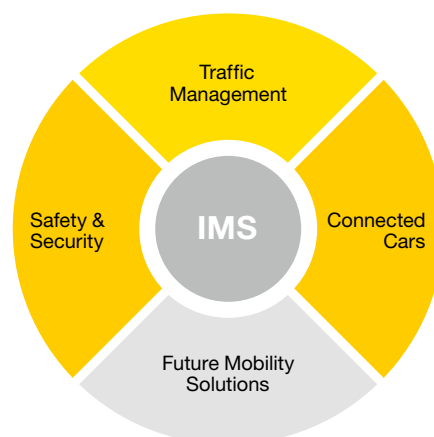 Traffic
Management
Safety &
Security
IMS
Connected
Cars
Future Mobility
Solutions